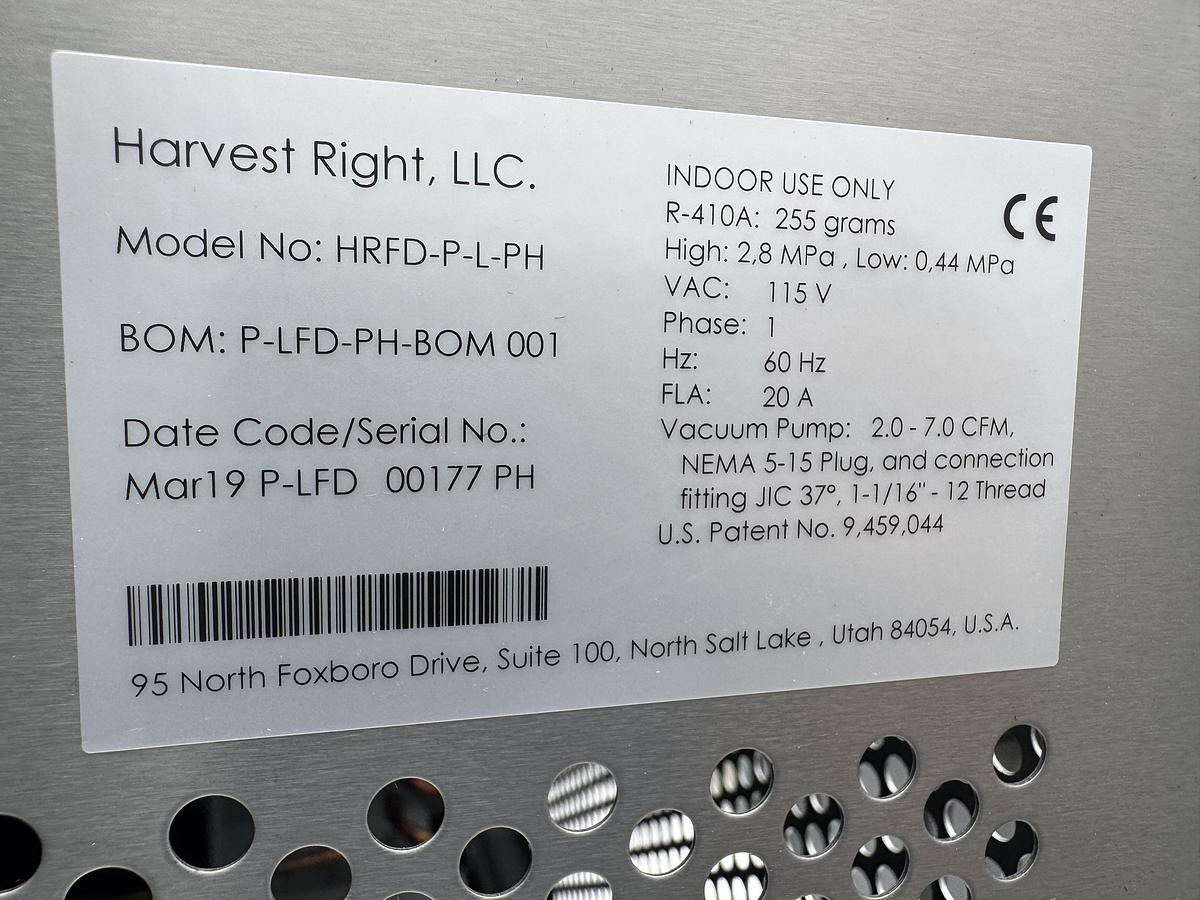 Harvest Right, LLC.
Model No: HRFD-P-L-PH
BOM: P-LFD-PH-BOM 001
Date Code/Serial No.:
Mar19 P-LFD 00177 PH
INDOOR USE ONLY
R-410A: 255 grams
High: 2,8 MPa , Low: 0,44 MPa
VAC: 115 V
Phase: 1
Hz: 60 Hz
FLA: 20 A
Vacuum Pump: 2.0 - 7.0 CFM,
NEMA 5-15 Plug, and connection
fitting JIC 37°, 1-1/16" - 12 Thread
U.S. Patent No. 9,459,044
CE
95 North Foxboro Drive, Suite 100, North Salt Lake , Utah 84054, U.S.A.